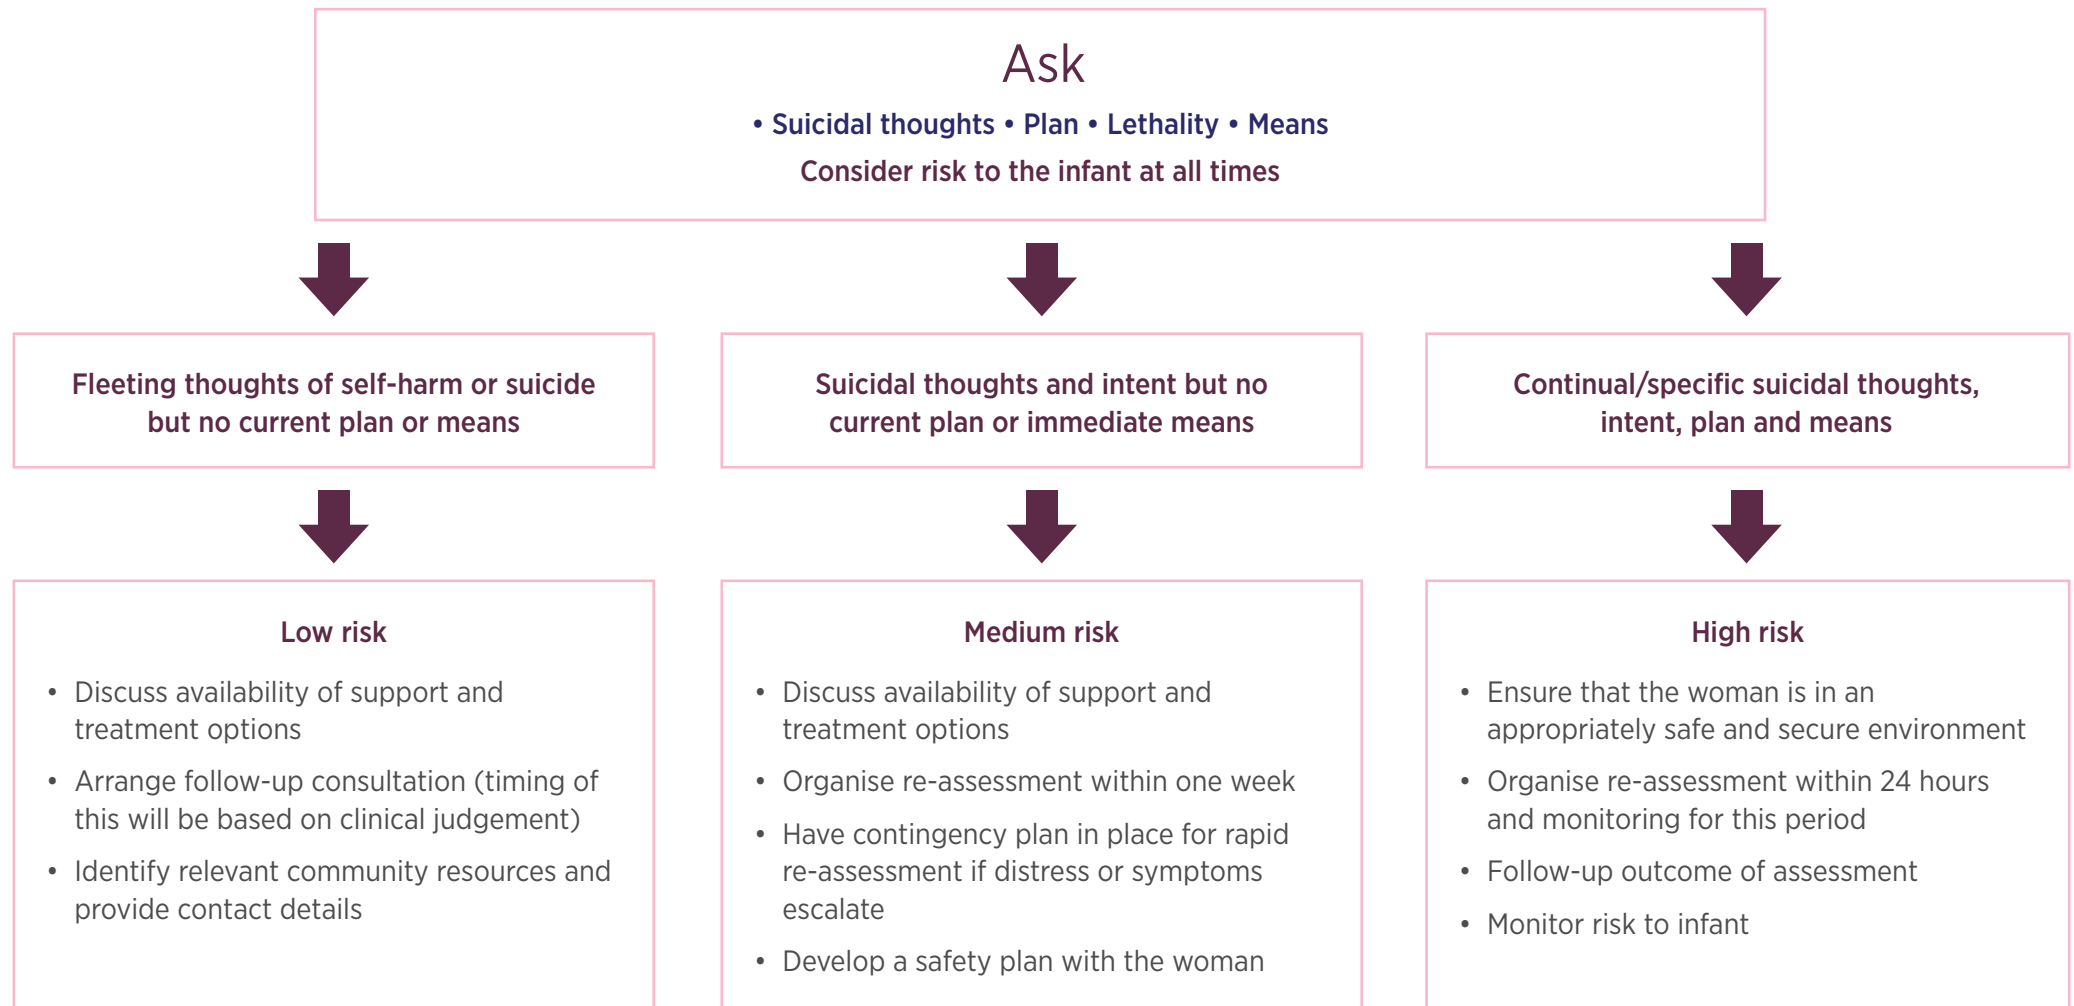 Ask
• Suicidal thoughts • Plan • Lethality • Means
Consider risk to the infant at all times
Fleeting thoughts of self-harm or suicide
but no current plan or means
Suicidal thoughts and intent but no
current plan or immediate means
Continual/specific suicidal thoughts,
intent, plan and means
Low risk
• Discuss availability of support and
treatment options
• Arrange follow-up consultation (timing of
this will be based on clinical judgement)
• Identify relevant community resources and
provide contact details
Medium risk
• Discuss availability of support and
treatment options
• Organise re-assessment within one week
• Have contingency plan in place for rapid
re-assessment if distress or symptoms
escalate
• Develop a safety plan with the woman
High risk
• Ensure that the woman is in an
appropriately safe and secure environment
• Organise re-assessment within 24 hours
and monitoring for this period
• Follow-up outcome of assessment
• Monitor risk to infant